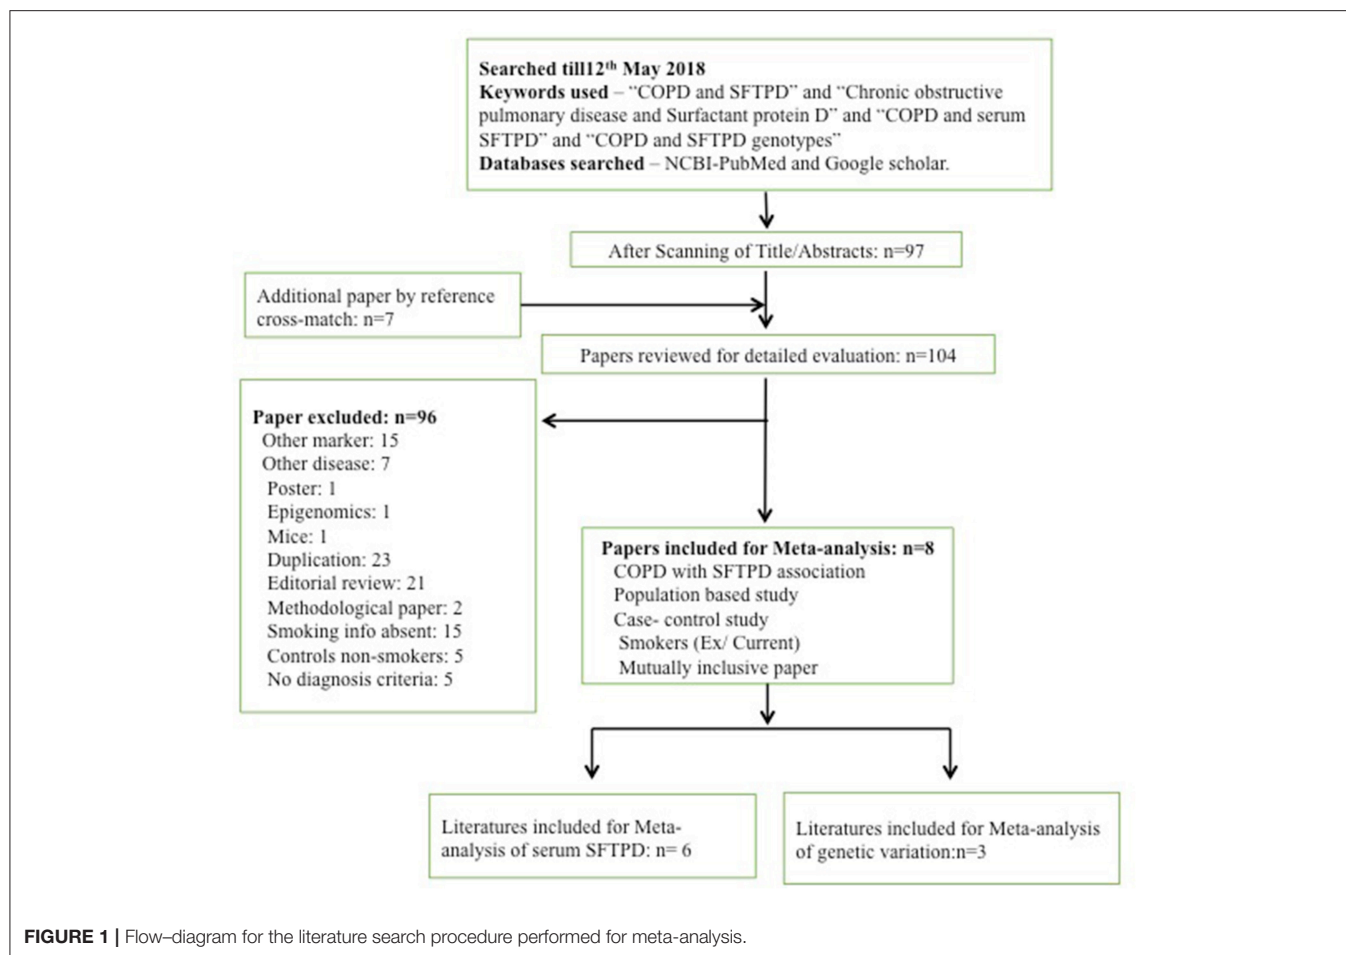 Searched till12th May 2018
Keywords used – “COPD and SFTPD” and “Chronic obstructive
pulmonary disease and Surfactant protein D” and “COPD and serum
SFTPD” and “COPD and SFTPD genotypes”
Databases searched – NCBI-PubMed and Google scholar.
After Scanning of Title/Abstracts: n=97
Additional paper by reference
cross-match: n=7
Papers reviewed for detailed evaluation: n=104
Paper excluded: n=96
Other marker: 15
Other disease: 7
Poster: 1
Epigenomics: 1
Mice: 1
Duplication: 23
Editorial review: 21
Methodological paper: 2
Smoking info absent: 15
Controls non-smokers: 5
No diagnosis criteria: 5
Papers included for Meta-analysis: n=8
COPD with SFTPD association
Population based study
Case- control study
Smokers (Ex/ Current)
Mutually inclusive paper
Literatures included for Meta-
analysis of serum SFTPD: n= 6
Literatures included for Meta-analysis
of genetic variation:n=3
FIGURE 1 | Flow–diagram for the literature search procedure performed for meta-analysis.